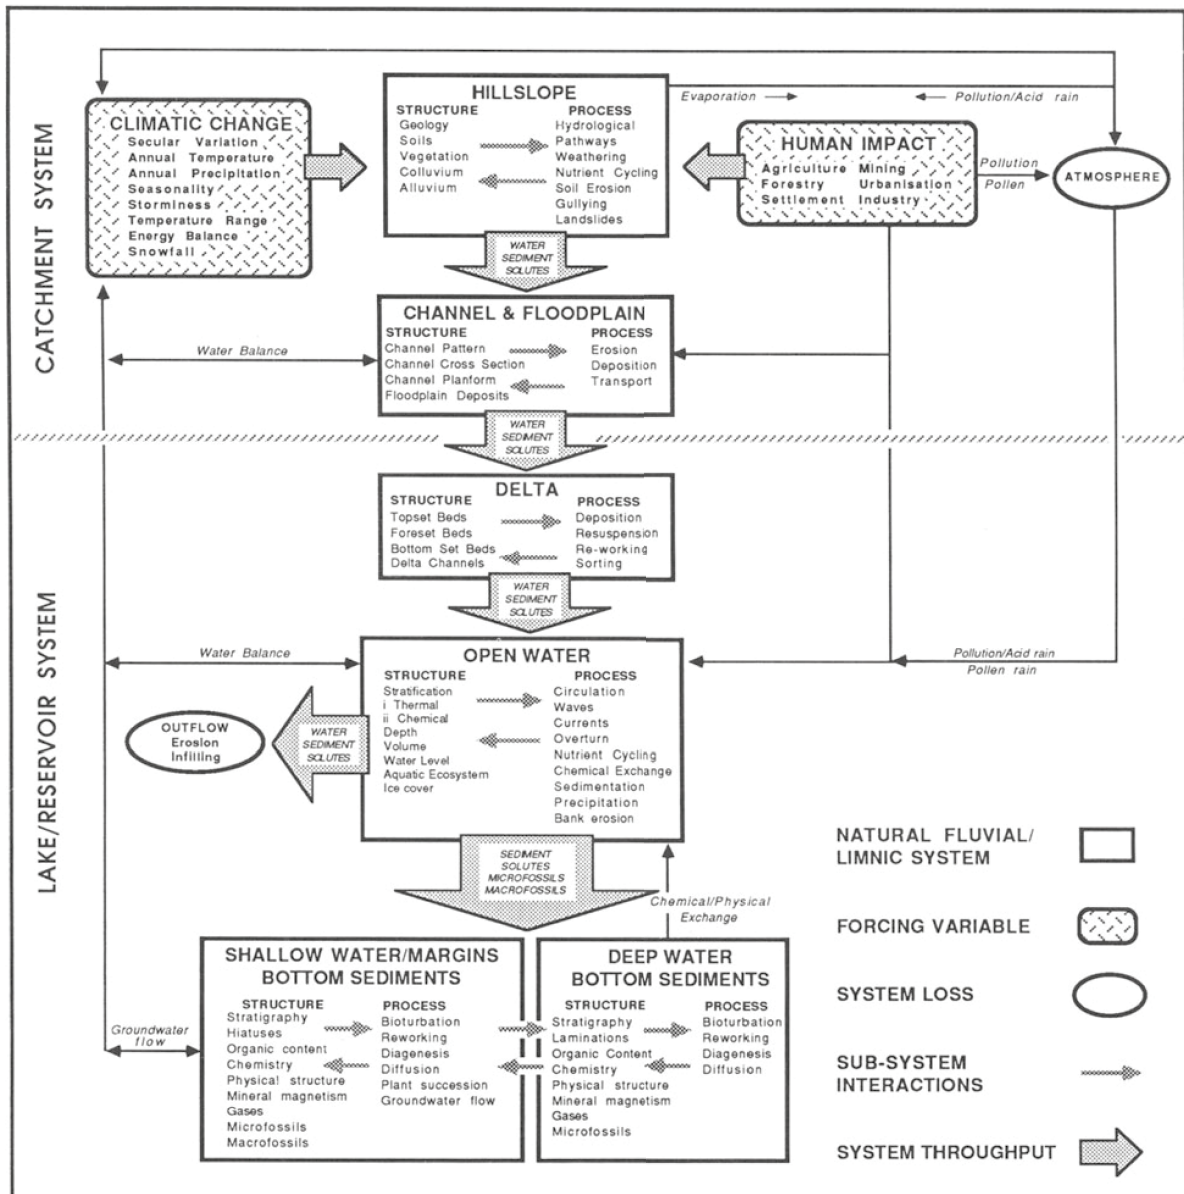 CATCHMENT SYSTEM
CLIMATIC CHANGE
Secular Variation
Annual Temperature
Annual Precipitation
Seasonality
Storminess
Temperature Range
Energy Balance
Snowfall
HILLSLOPE
STRUCTURE
Geology
Soils
Vegetation
Colluvium
Alluvium
PROCESS
Hydrological
Pathways
Weathering
Nutrient Cycling
Soil Erosion
Gullying
Landslides
Evaporation
Pollution/Acid rain
HUMAN IMPACT
Agriculture Mining
Forestry Urbanisation
Settlement Industry
Pollution
Pollen
ATMOSPHERE
WATER
SEDIMENT
SOLUTES
CHANNEL & FLOODPLAIN
STRUCTURE
Channel Pattern
Channel Cross Section
Channel Planform
Floodplain Deposits
PROCESS
Erosion
Deposition
Transport
Water Balance
WATER
SEDIMENT
SOLUTES
LAKE/RESERVOIR SYSTEM
DELTA
STRUCTURE
Topset Beds
Foreset Beds
Bottom Set Beds
Delta Channels
PROCESS
Deposition
Resuspension
Re-working
Sorting
WATER
SEDIMENT
SOLUTES
Water Balance
OPEN WATER
STRUCTURE
Stratification
i Thermal
ii Chemical
Depth
Volume
Water Level
Aquatic Ecosystem
Ice cover
PROCESS
Circulation
Waves
Currents
Overturn
Nutrient Cycling
Chemical Exchange
Sedimentation
Precipitation
Bank erosion
Pollution/Acid rain
Pollen rain
OUTFLOW
Erosion
Infilling
WATER
SEDIMENT
SOLUTES
SEDIMENT
SOLUTES
MICROFOSSILS
MACROFOSSILS
Chemical/Physical
Exchange
SHALLOW WATER/MARGINS
BOTTOM SEDIMENTS
STRUCTURE
Stratigraphy
Hiatuses
Organic content
Chemistry
Physical structure
Mineral magnetism
Gases
Microfossils
Macrofossils
PROCESS
Bioturbation
Reworking
Diagenesis
Diffusion
Plant succession
Groundwater flow
Groundwater
flow
DEEP WATER
BOTTOM SEDIMENTS
STRUCTURE
Stratigraphy
Laminations
Organic Content
Chemistry
Physical structure
Mineral magnetism
Gases
Microfossils
PROCESS
Bioturbation
Reworking
Diagenesis
Diffusion
NATURAL FLUVIAL/
LIMNIC SYSTEM
FORCING VARIABLE
SYSTEM LOSS
SUB-SYSTEM
INTERACTIONS
SYSTEM THROUGHPUT